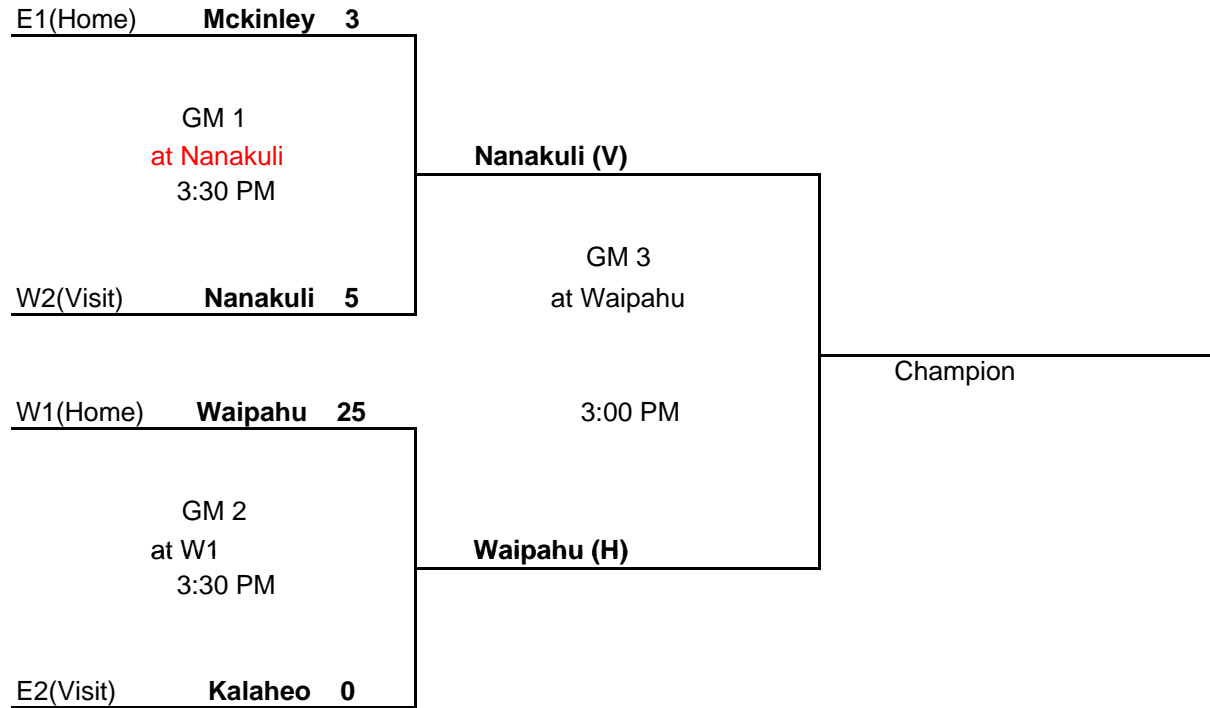 E1(Home) Mckinley 3
GM 1
at Nanakuli
3:30 PM
Nanakuli (V)
W2(Visit) Nanakuli 5
GM 3
at Waipahu
3:00 PM
Champion
W1(Home) Waipahu 25
GM 2
at W1
3:30 PM
Waipahu (H)
E2(Visit) Kalaheo 0